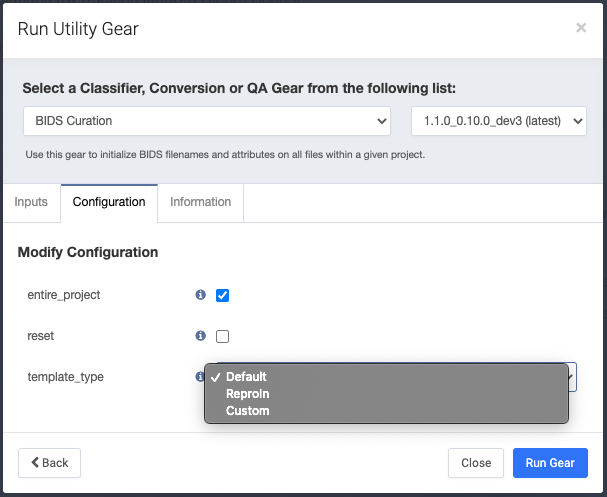 Run Utility Gear
×
Select a Classifier, Conversion or QA Gear from the following list:
BIDS Curation
1.1.0_0.10.0_dev3 (latest)
Use this gear to initialize BIDS filenames and attributes on all files within a given project.
Inputs
Configuration
Information
Modify Configuration
entire_project
reset
template_type
Default
ReproIn
Custom
Back
Close
Run Gear